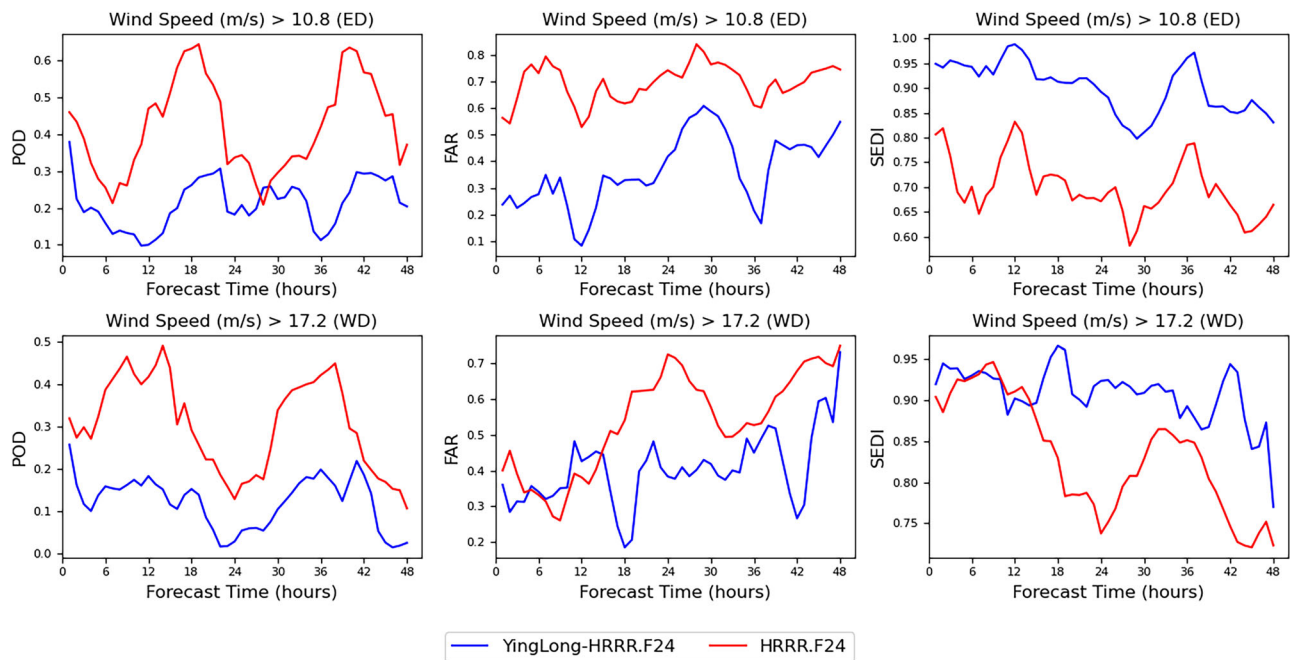 Wind Speed (m/s) > 10.8 (ED)
POD
0.6
0.5
0.4
0.3
0.2
0.1
0 6 12 18 24 30 36 42 48
Forecast Time (hours)
Wind Speed (m/s) > 10.8 (ED)
FAR
0.8
0.7
0.6
0.5
0.4
0.3
0.2
0.1
0 6 12 18 24 30 36 42 48
Forecast Time (hours)
Wind Speed (m/s) > 10.8 (ED)
SEDI
1.00
0.95
0.90
0.85
0.80
0.75
0.70
0.65
0.60
0 6 12 18 24 30 36 42 48
Forecast Time (hours)
Wind Speed (m/s) > 17.2 (WD)
POD
0.5
0.4
0.3
0.2
0.1
0.0
0 6 12 18 24 30 36 42 48
Forecast Time (hours)
Wind Speed (m/s) > 17.2 (WD)
FAR
0.7
0.6
0.5
0.4
0.3
0.2
0 6 12 18 24 30 36 42 48
Forecast Time (hours)
Wind Speed (m/s) > 17.2 (WD)
SEDI
0.95
0.90
0.85
0.80
0.75
0 6 12 18 24 30 36 42 48
Forecast Time (hours)
YingLong-HRRR.F24
HRRR.F24